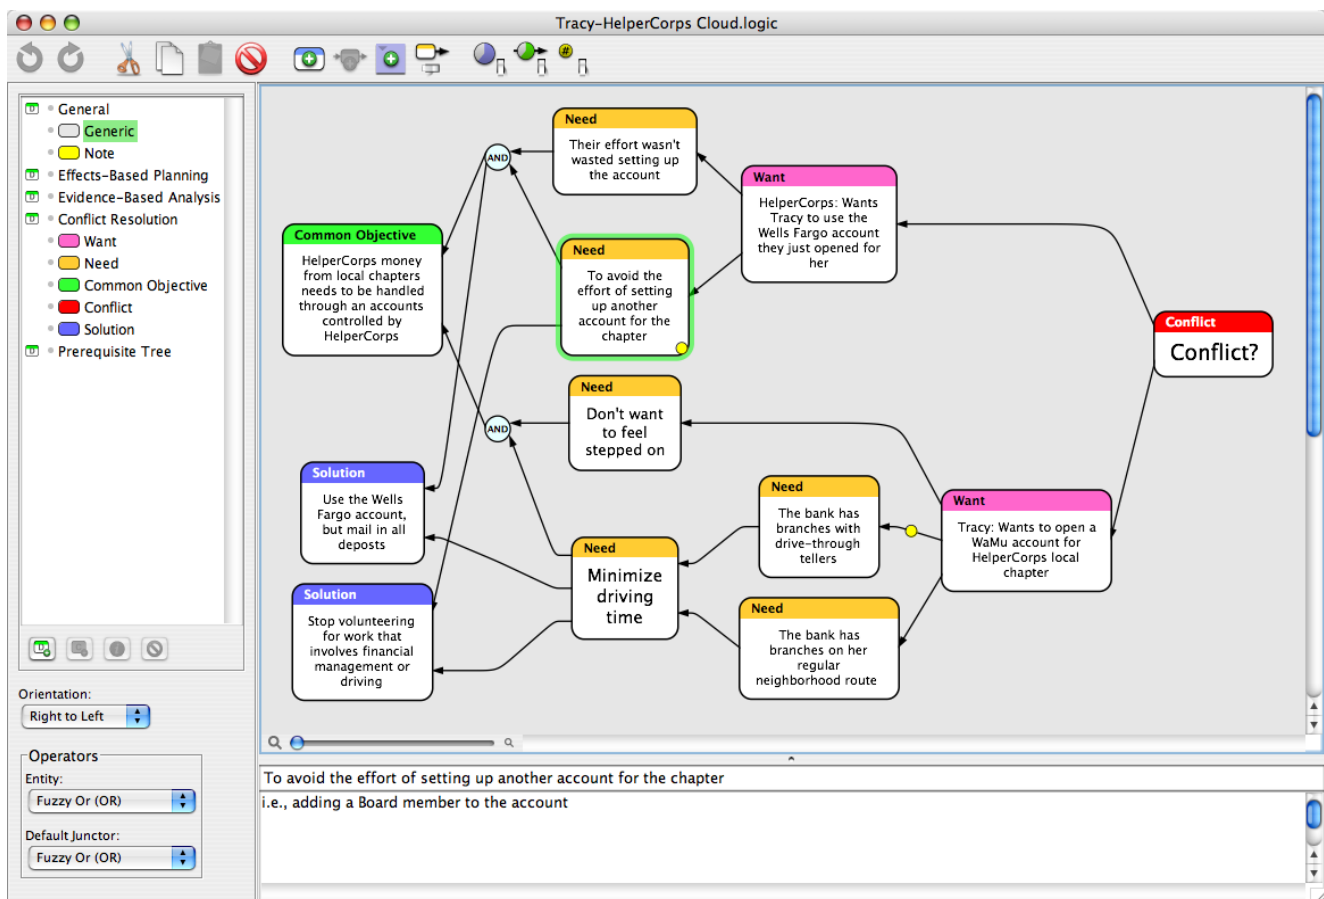 Tracy-HelperCorps Cloud.logic
#
General
Generic
Note
Effects-Based Planning
Evidence-Based Analysis
Conflict Resolution
Want
Need
Common Objective
Conflict
Solution
Prerequisite Tree
Orientation:
Right to Left
Operators
Entity:
Fuzzy Or (OR)
Default Junctor:
Fuzzy Or (OR)
Need
Their effort wasn't
wasted setting up
the account
AND
Want
HelperCorps: Wants
Tracy to use the
Wells Fargo account
they just opened for
her
Common Objective
HelperCorps money
from local chapters
needs to be handled
through an accounts
controlled by
HelperCorps
Need
To avoid the
effort of setting
up another
account for the
chapter
Conflict
Conflict?
Need
Don't want
to feel
stepped on
AND
Solution
Use the Wells
Fargo account,
but mail in all
deposts
Need
The bank has
branches with
drive-through
tellers
Want
Tracy: Wants to open a
WaMu account for
HelperCorps local
chapter
Need
Minimize
driving
time
Solution
Stop volunteering
for work that
involves financial
management or
driving
Need
The bank has
branches on her
regular
neighborhood route
To avoid the effort of setting up another account for the chapter
i.e., adding a Board member to the account